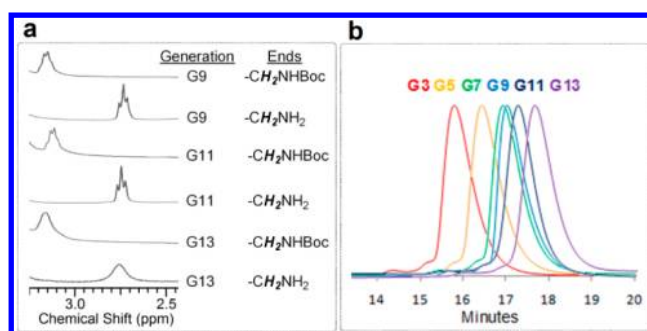 a
Generation Ends
G9 -CH2NHBoc
G9 -CH2NH2
G11 -CH2NHBoc
G11 -CH2NH2
G13 -CH2NHBoc
G13 -CH2NH2
3.0 2.5
Chemical Shift (ppm)
b
G3 G5 G7 G9 G11 G13
14 15 16 17 18 19 20
Minutes